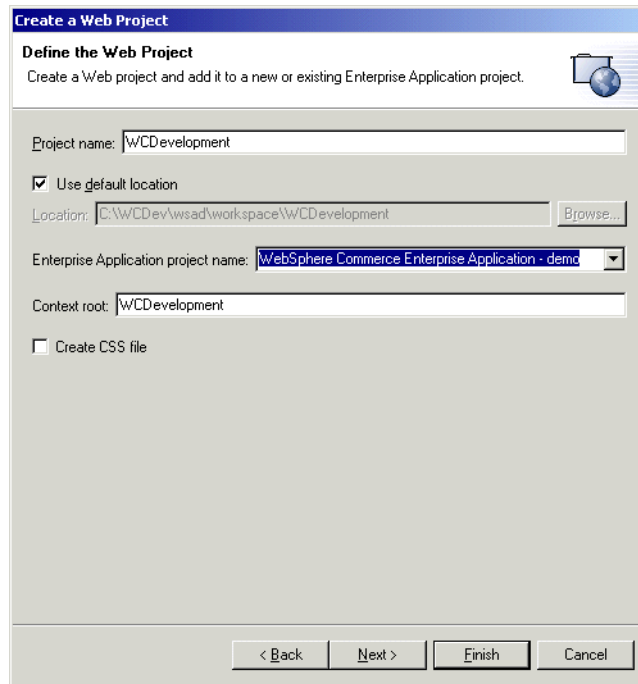 Create a Web Project
Define the Web Project
Create a Web project and add it to a new or existing Enterprise Application project.
Project name: WCDevelopment
Use default location
Location: C:\WCDev\wsad\workspace\WCDevelopment Browse...
Enterprise Application project name: WebSphere Commerce Enterprise Application - demo
Context root: WCDevelopment
Create CSS file
< Back Next > Finish Cancel